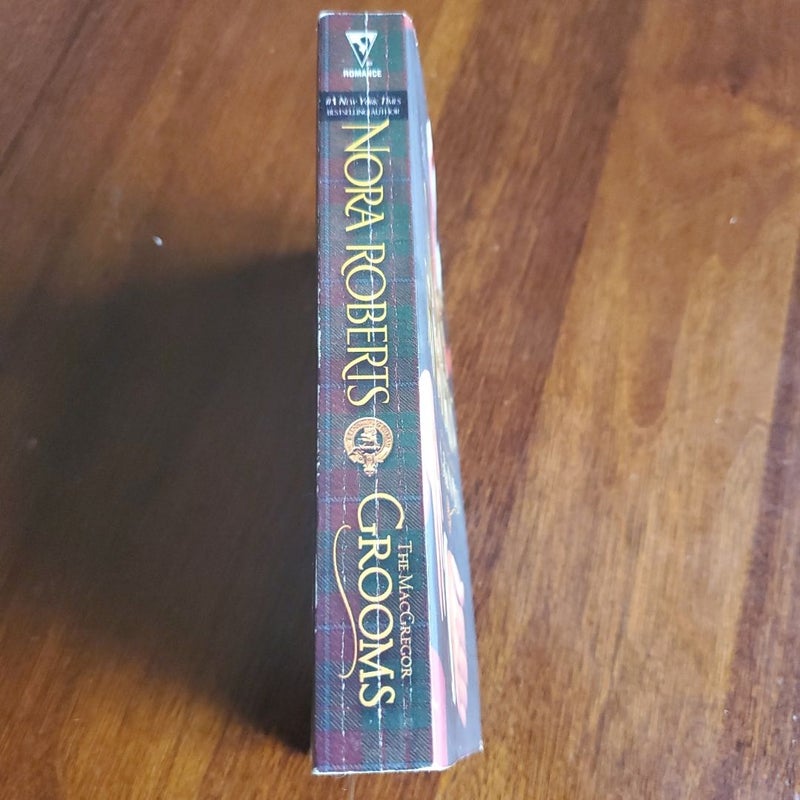 ROMANCE
#1 NEW YORK TIMES
BESTSELLING AUTHOR
NORA ROBERTS
THE MACGREGOR
GROOMS